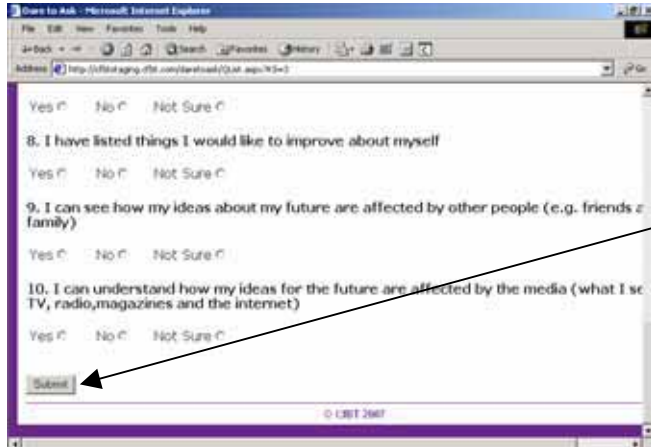 Dare to Ask - Microsoft Internet Explorer
File Edit View Favorites Tools Help
Back Search Favorites History
Address
Go
Yes No Not Sure
8. I have listed things I would like to improve about myself
Yes No Not Sure
9. I can see how my ideas about my future are affected by other people (e.g. friends a
family)
Yes No Not Sure
10. I can understand how my ideas for the future are affected by the media (what I se
TV, radio,magazines and the internet)
Yes No Not Sure
Submit
© CfBT 2007